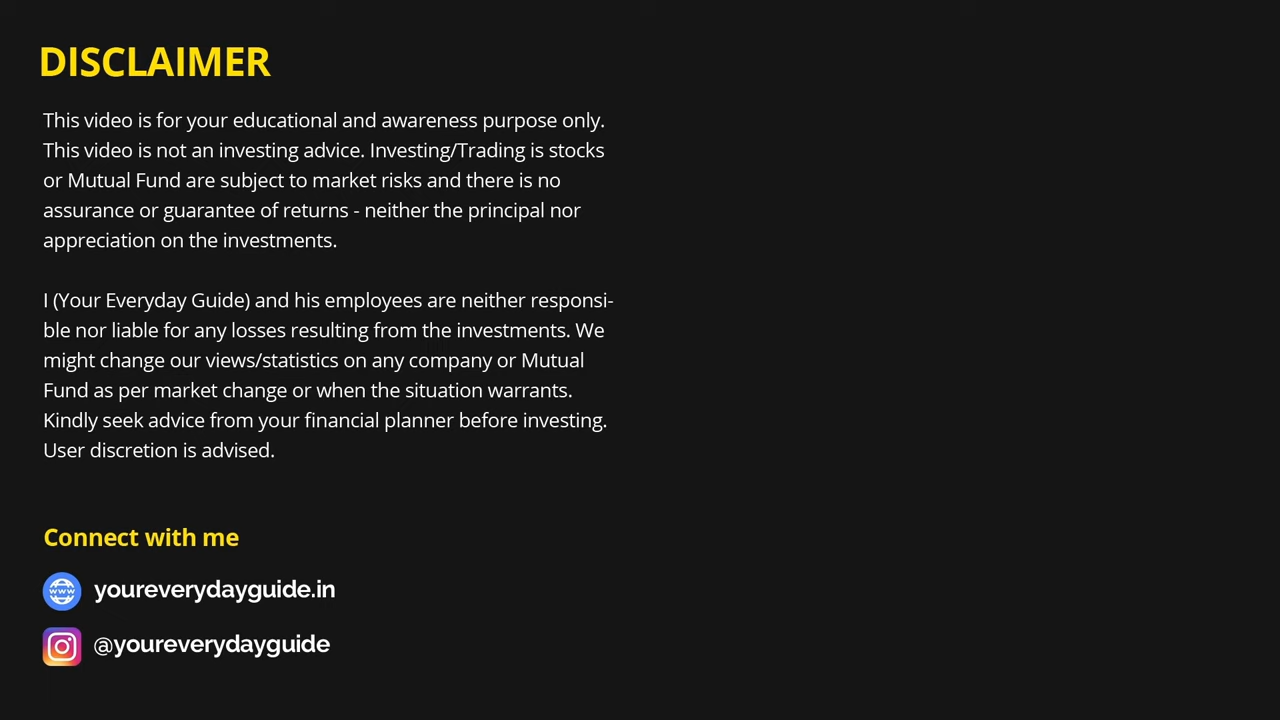 DISCLAIMER
This video is for your educational and awareness purpose only.
This video is not an investing advice. Investing/Trading is stocks
or Mutual Fund are subject to market risks and there is no
assurance or guarantee of returns - neither the principal nor
appreciation on the investments.
I (Your Everyday Guide) and his employees are neither responsi-
ble nor liable for any losses resulting from the investments. We
might change our views/statistics on any company or Mutual
Fund as per market change or when the situation warrants.
Kindly seek advice from your financial planner before investing.
User discretion is advised.
Connect with me
www
youreverydayguide.in
@youreverydayguide